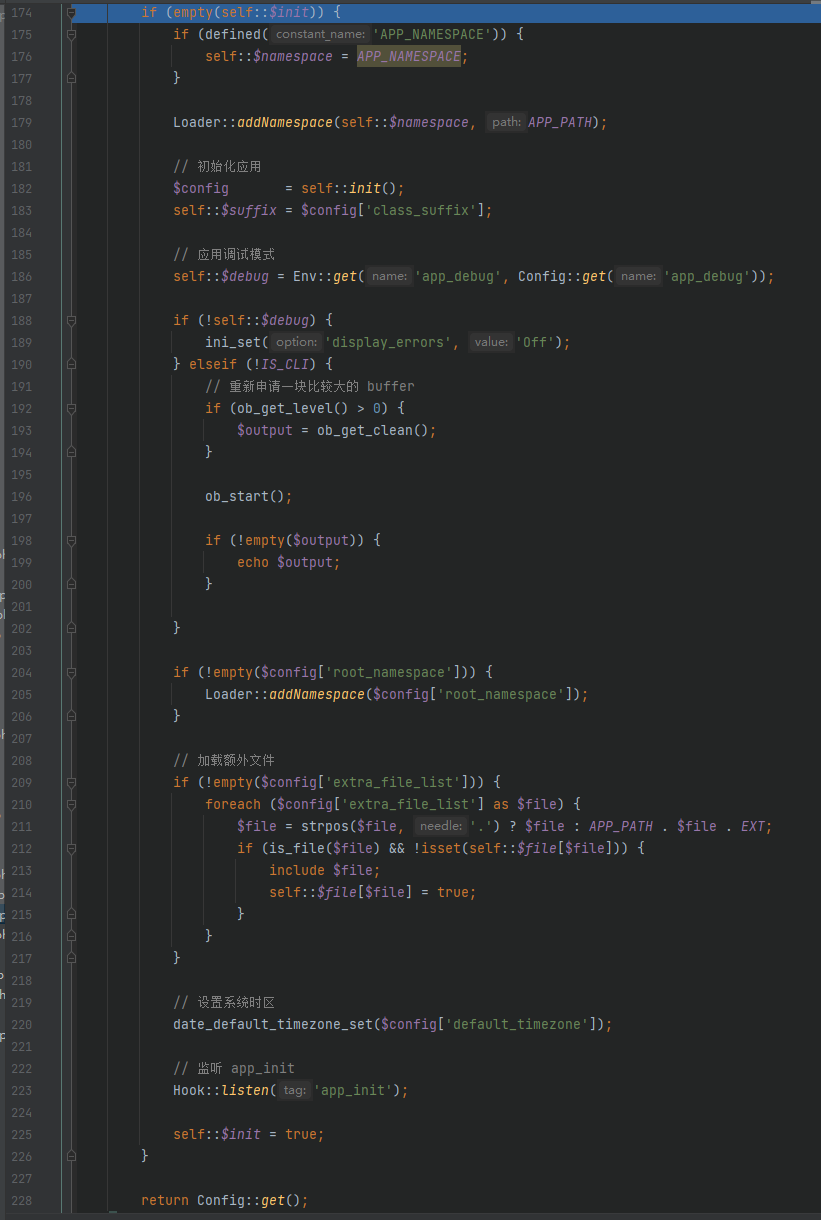 174 if (empty(self::$init)) {
175 if (defined( constant_name: 'APP_NAMESPACE')) {
176 self::$namespace = APP_NAMESPACE;
177 }
178
179 Loader::addNamespace(self::$namespace, path: APP_PATH);
180
181 // 初始化应用
182 $config = self::init();
183 self::$suffix = $config['class_suffix'];
184
185 // 应用调试模式
186 self::$debug = Env::get( name: 'app_debug', Config::get( name: 'app_debug'));
187
188 if (!self::$debug) {
189 ini_set( option: 'display_errors', value: 'Off');
190 } elseif (!IS_CLI) {
191 // 重新申请一块比较大的 buffer
192 if (ob_get_level() > 0) {
193 $output = ob_get_clean();
194 }
195
196 ob_start();
197
198 if (!empty($output)) {
199 echo $output;
200 }
201
202 }
203
204 if (!empty($config['root_namespace'])) {
205 Loader::addNamespace($config['root_namespace']);
206 }
207
208 // 加载额外文件
209 if (!empty($config['extra_file_list'])) {
210 foreach ($config['extra_file_list'] as $file) {
211 $file = strpos($file, needle: '.') ? $file : APP_PATH . $file . EXT;
212 if (is_file($file) && !isset(self::$file[$file])) {
213 include $file;
214 self::$file[$file] = true;
215 }
216 }
217 }
218
219 // 设置系统时区
220 date_default_timezone_set($config['default_timezone']);
221
222 // 监听 app_init
223 Hook::listen( tag: 'app_init');
224
225 self::$init = true;
226 }
227
228 return Config::get();